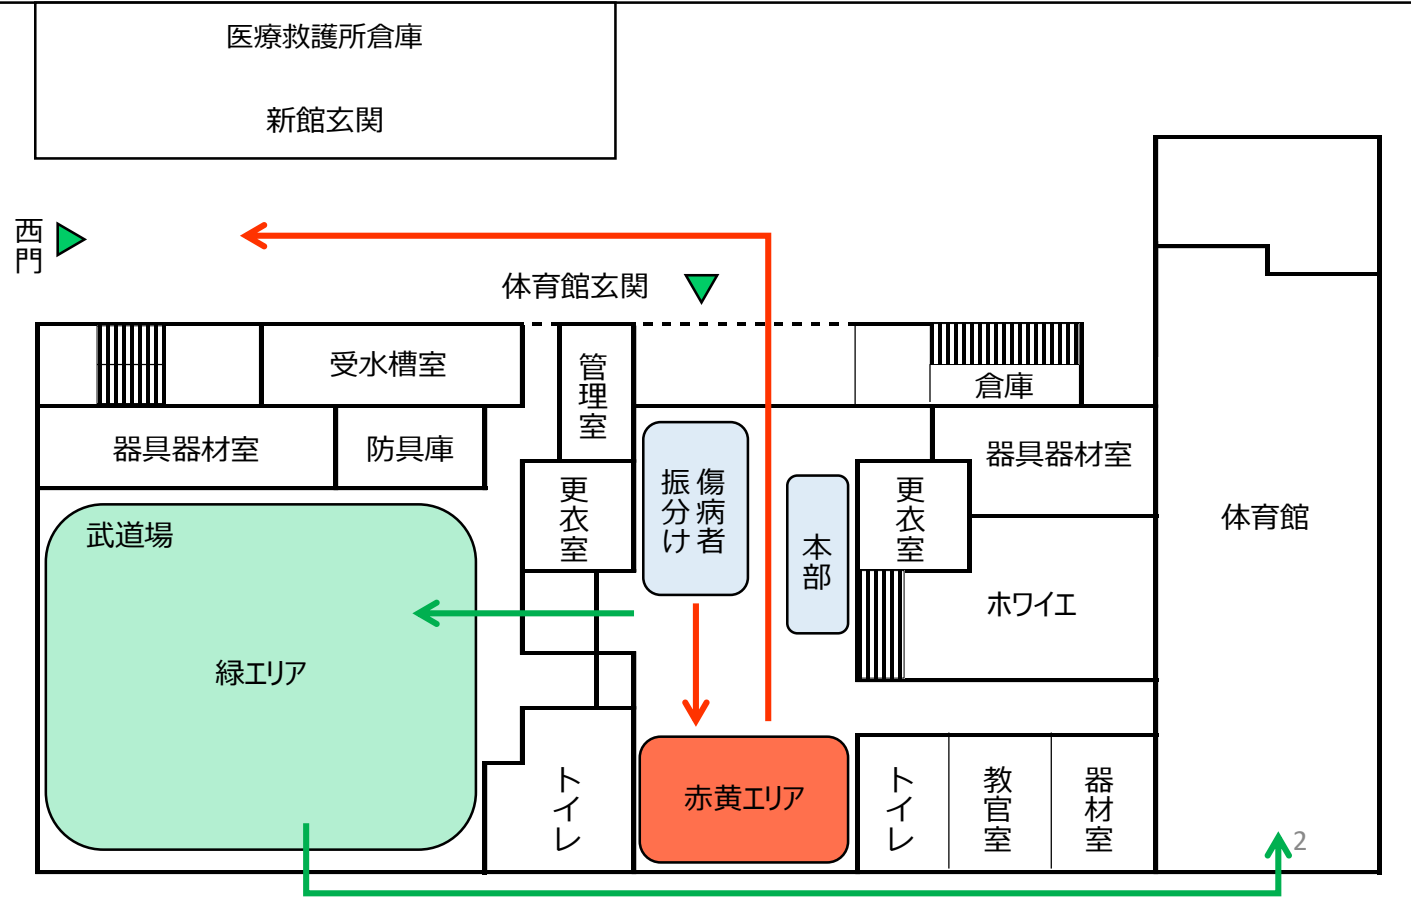 医療救護所倉庫
新館玄関
西門
体育館玄関
受水槽室
管理室
倉庫
器具器材室
防具庫
器具器材室
更衣室
傷病者
振分け
本部
更衣室
体育館
武道場
ホワイエ
緑エリア
トイレ
赤黄エリア
トイレ
教官室
器材室
2